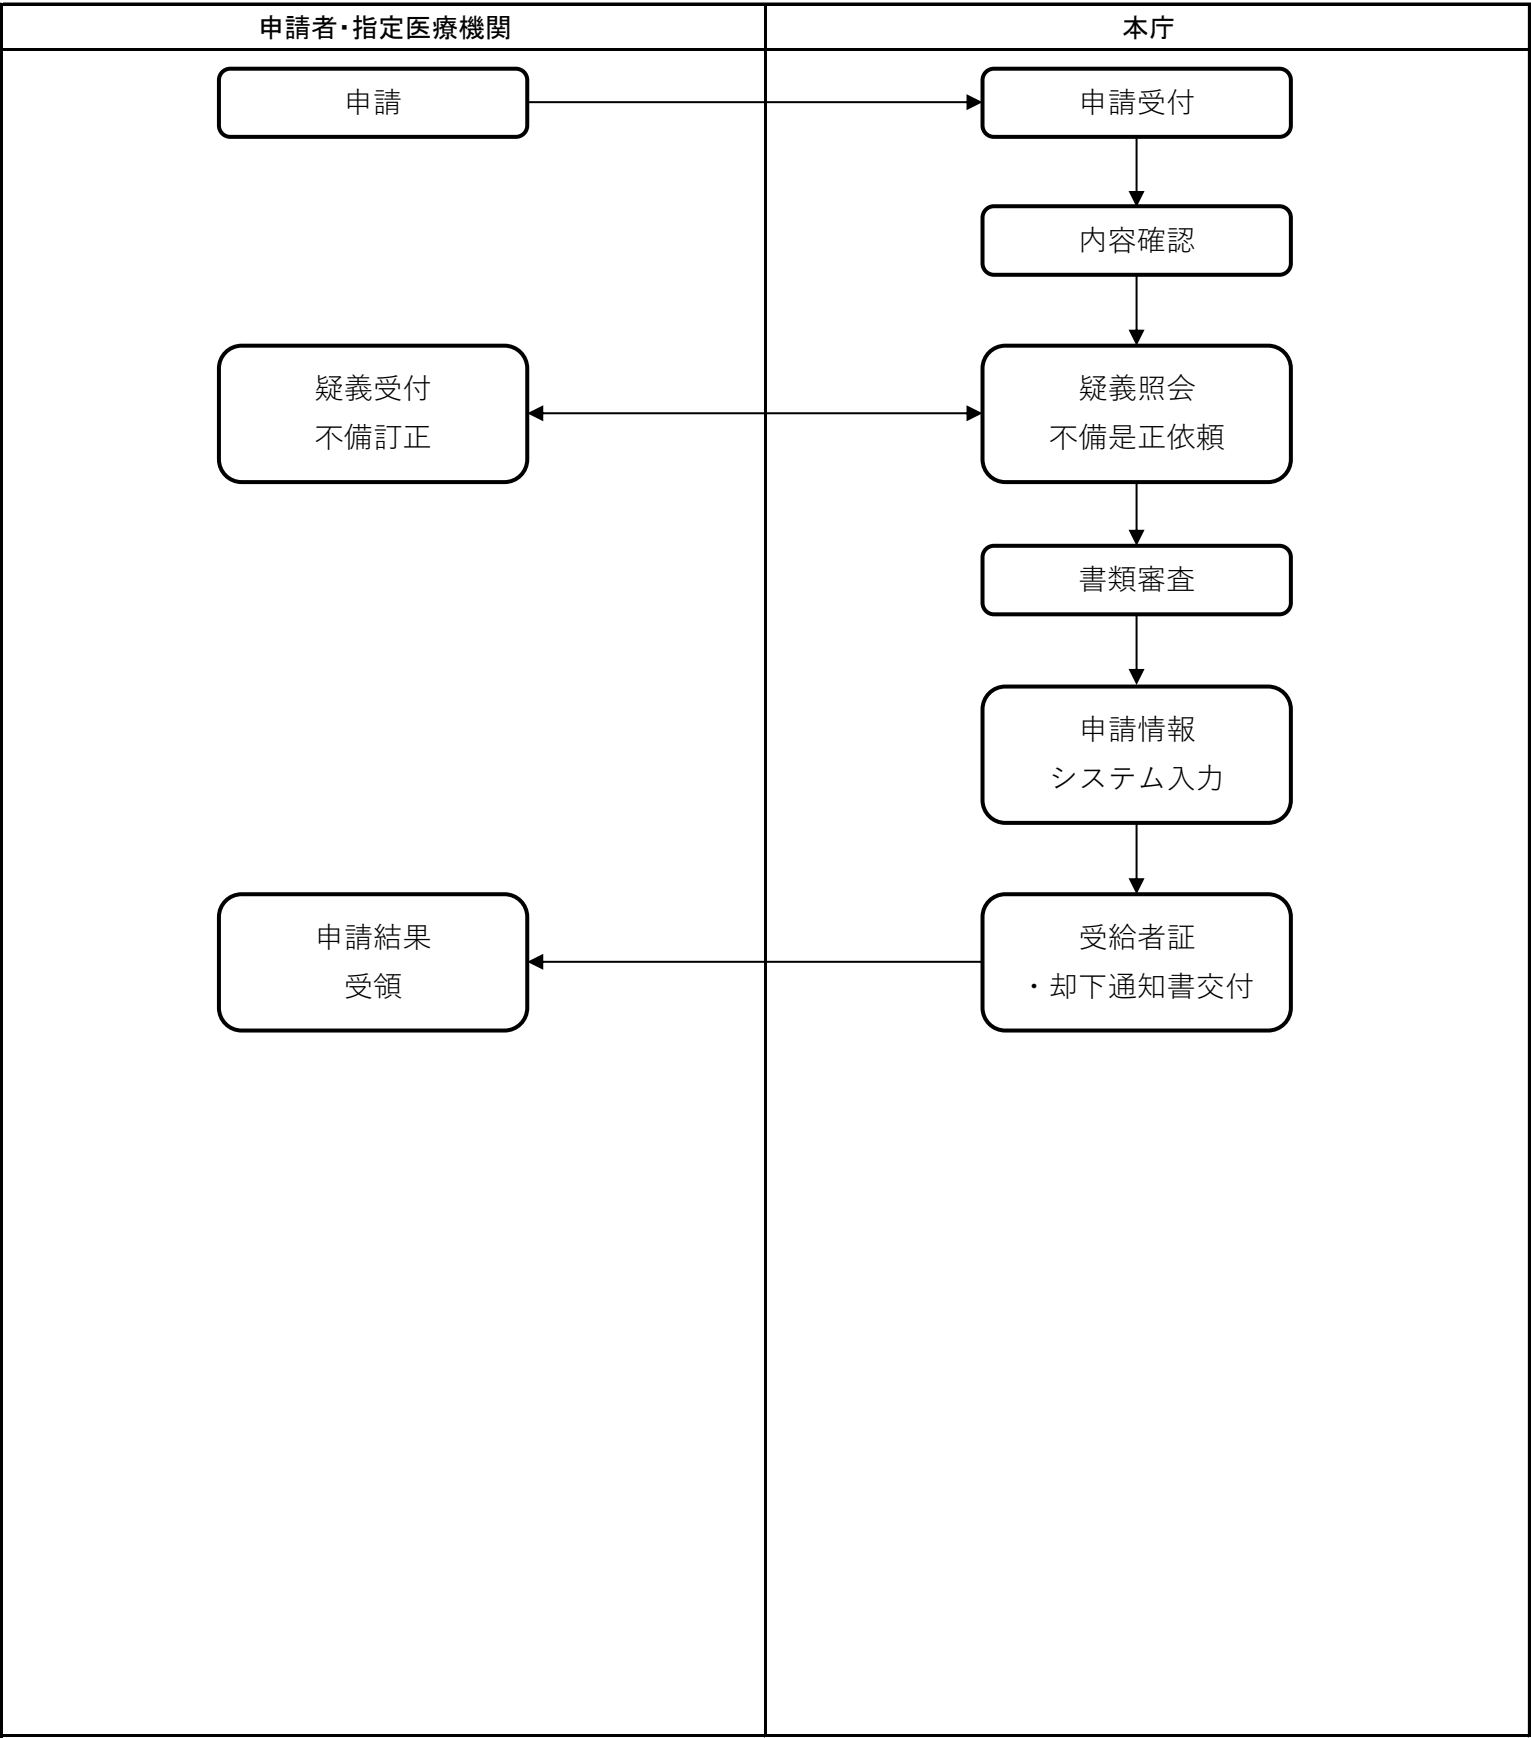 申請者・指定医療機関
本庁
申請
申請受付
内容確認
疑義受付
不備訂正
疑義照会
不備是正依頼
書類審査
申請情報
システム入力
申請結果
受領
受給者証
・却下通知書交付